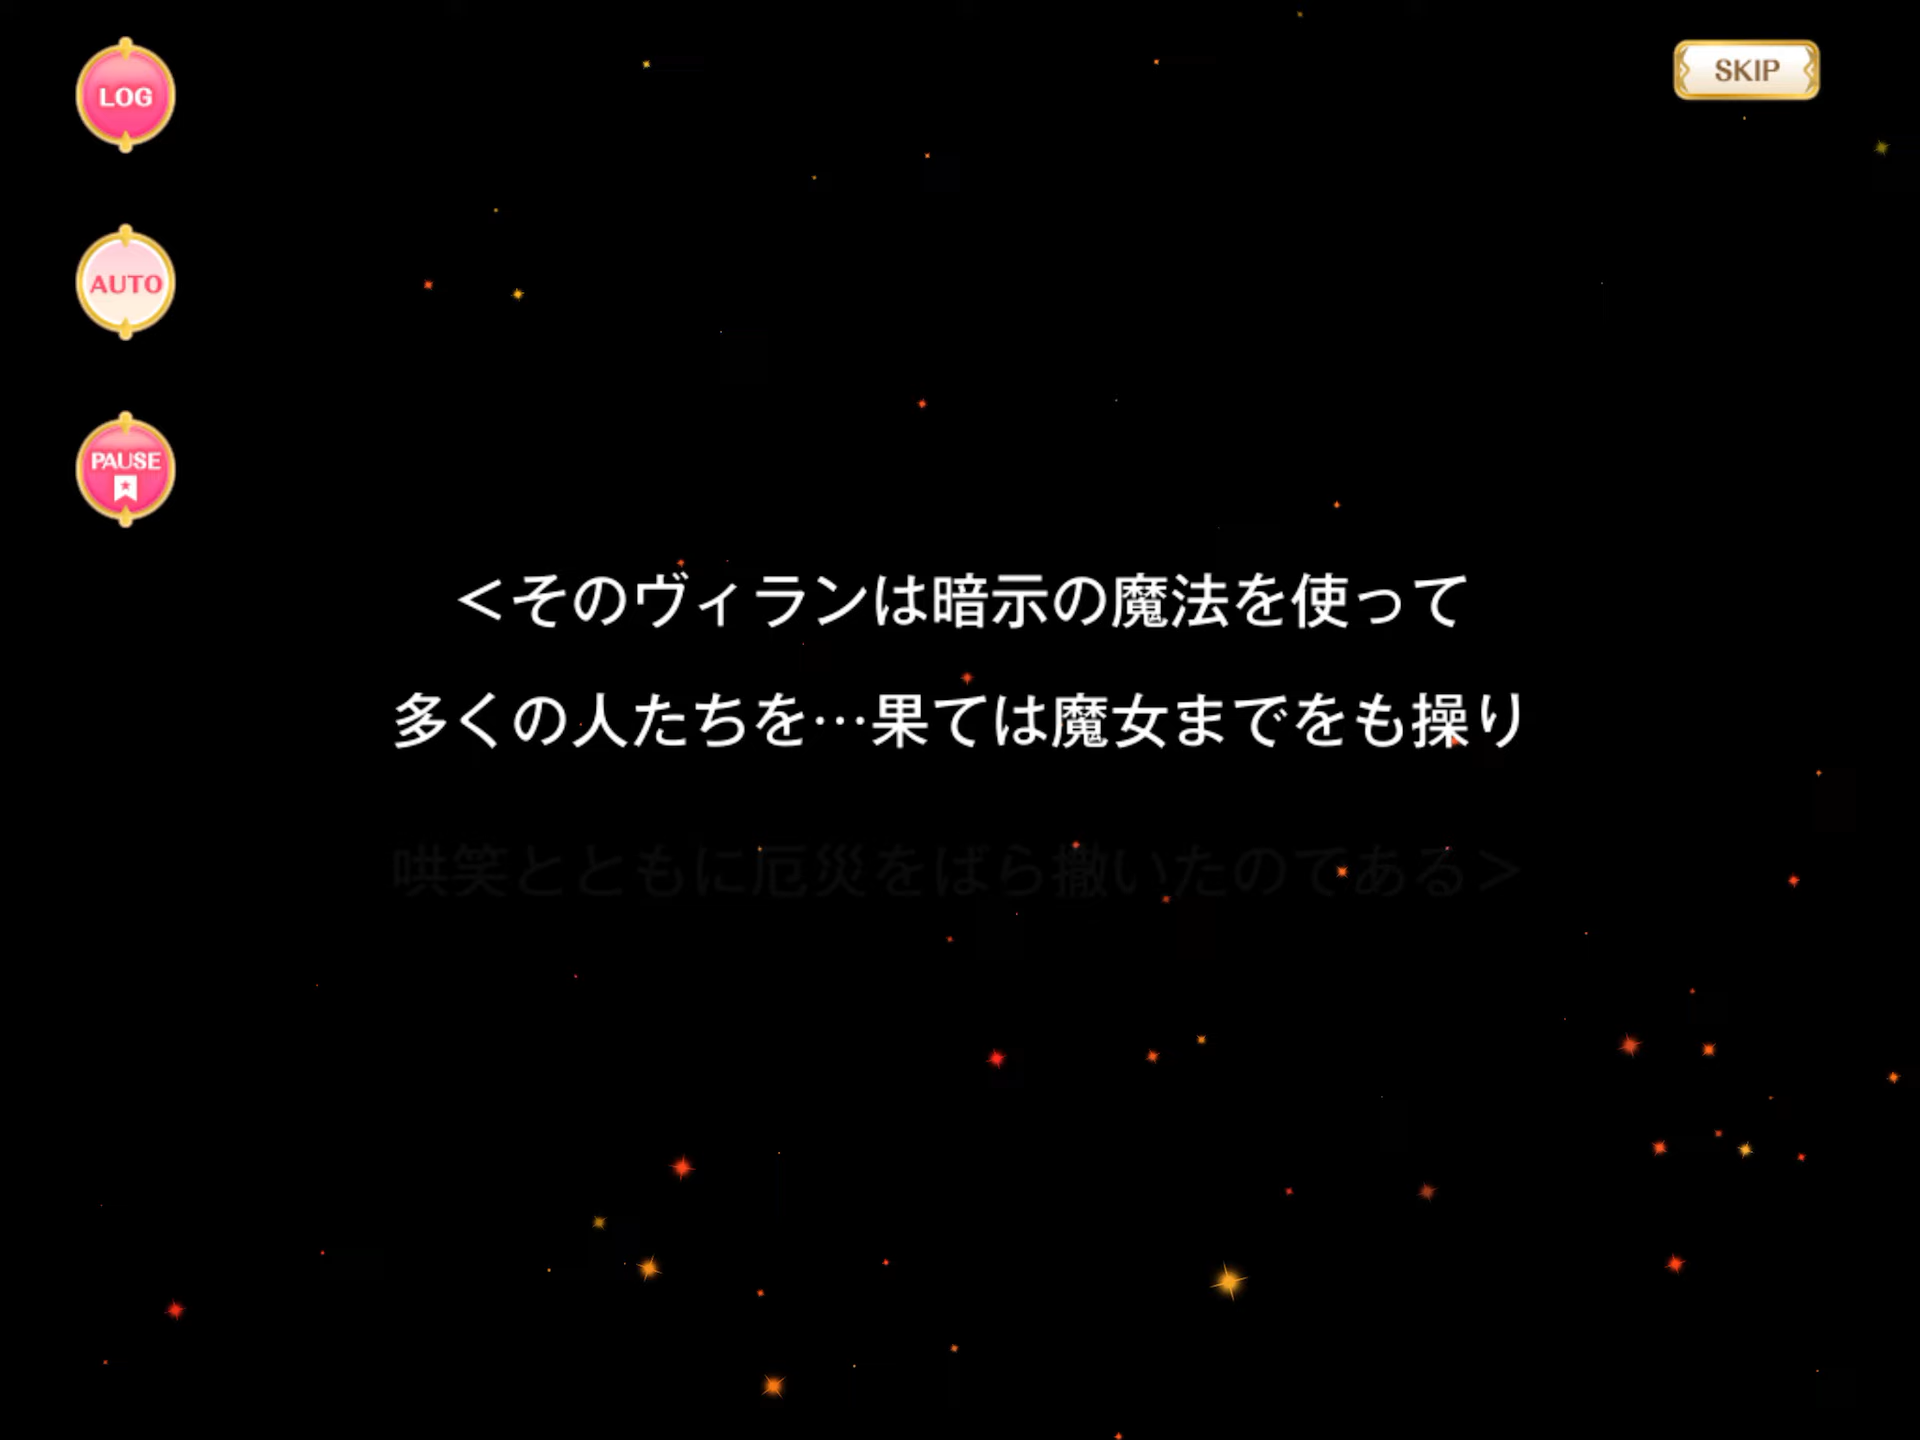 LOG
SKIP
AUTO
PAUSE
＜そのヴィランは暗示の魔法を使って
多くの人たちを…果ては魔女までをも操り
哄笑とともに厄災をばら撒いたのである＞